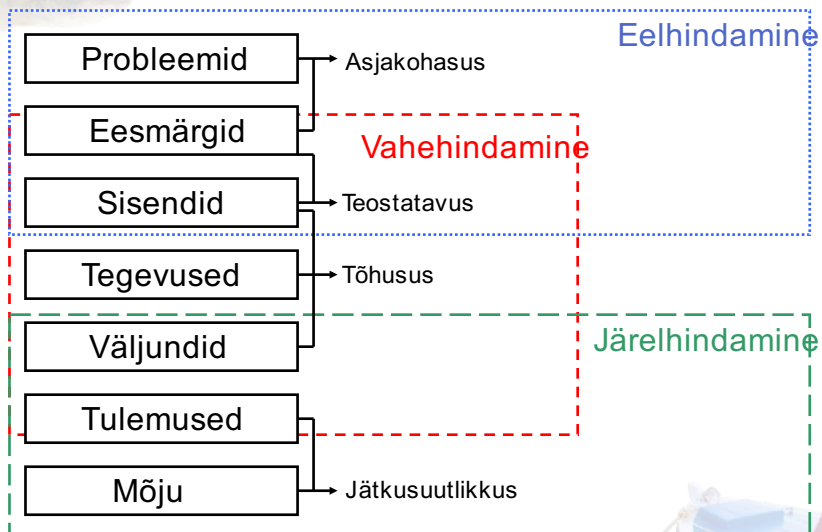 Eelhindamine
Probleemid
Asjakohasus
Eesmärgid
Vahehindamine
Sisendid
Teostatavus
Tegevused
Tõhusus
Väljundid
Järelhindamine
Tulemused
Mõju
Jätkusuutlikkus